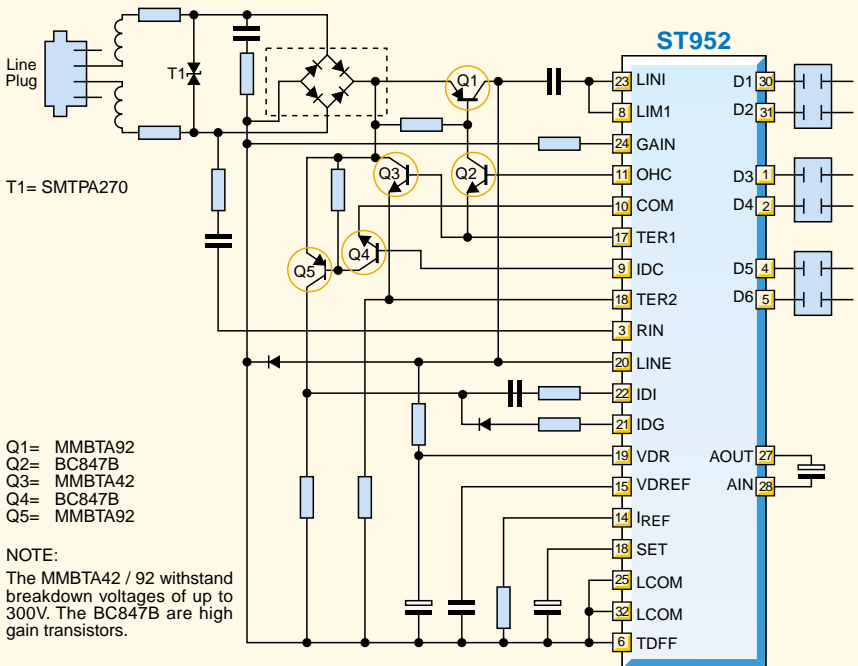 ST952
Line
Plug
T1
T1= SMTPA270
Q1
Q2
Q3
Q4
Q5
23 LINI
8 LIM1
24 GAIN
11 OHC
10 COM
17 TER1
9 IDC
18 TER2
3 RIN
20 LINE
22 IDI
21 IDG
19 VDR
15 VDREF
14 IREF
18 SET
25 LCOM
32 LCOM
6 TDFF
D1 30
D2 31
D3 1
D4 2
D5 4
D6 5
AOUT 27
AIN 28
Q1= MMBTA92
Q2= BC847B
Q3= MMBTA42
Q4= BC847B
Q5= MMBTA92
NOTE:
The MMBTA42 / 92 withstand
breakdown voltages of up to
300V. The BC847B are high
gain transistors.